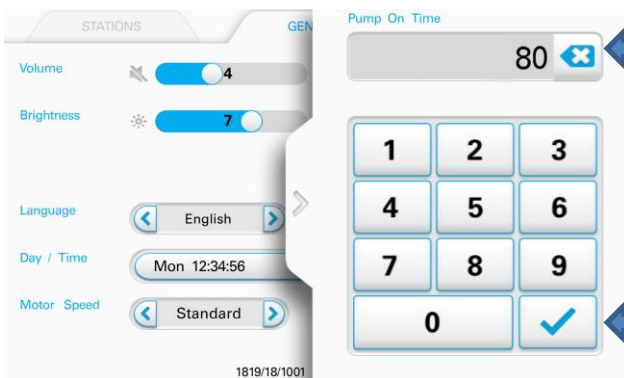 STATIONS
GEN
Volume
4
Brightness
7
Language
English
Day / Time
Mon 12:34:56
Motor Speed
Standard
1819/18/1001
Pump On Time
80
1 2 3
4 5 6
7 8 9
0